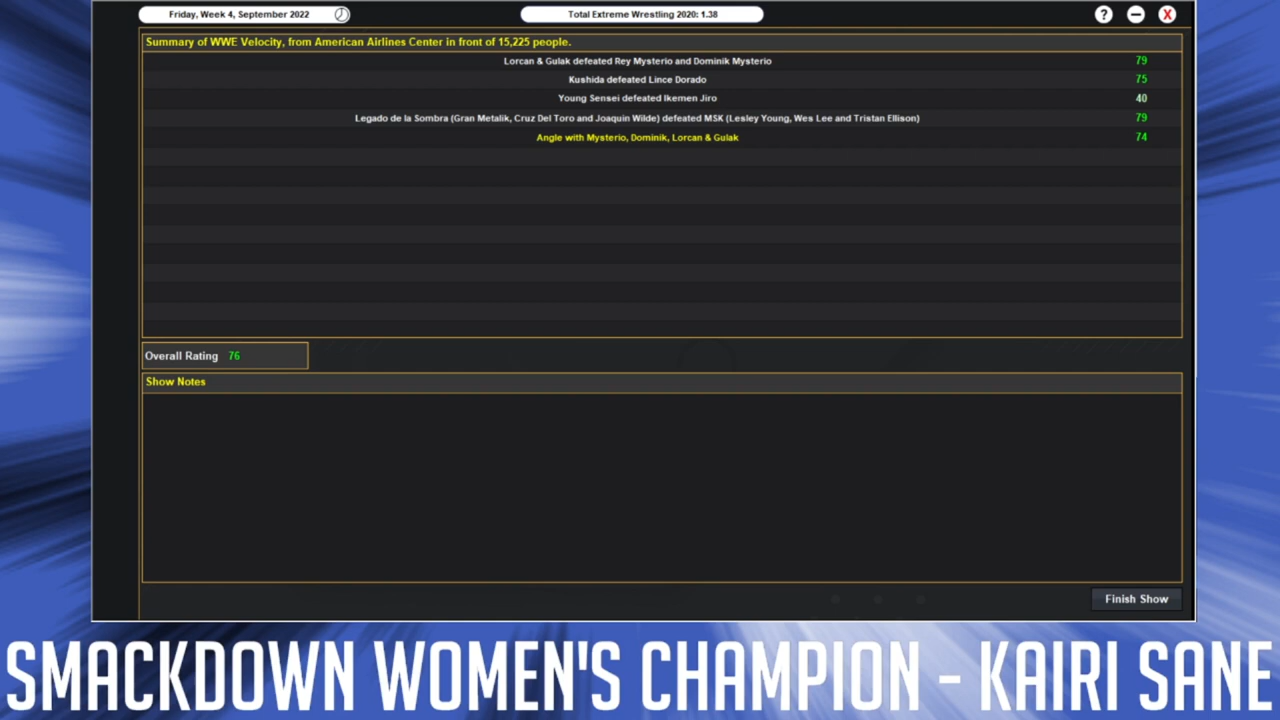 Friday, Week 4, September 2022
Total Extreme Wrestling 2020: 1.38
?
X
Summary of WWE Velocity, from American Airlines Center in front of 15,225 people.
Lorcan & Gulak defeated Rey Mysterio and Dominik Mysterio 79
Kushida defeated Lince Dorado 75
Young Sensei defeated Ikemen Jiro 40
Legado de la Sombra (Gran Metalik, Cruz Del Toro and Joaquin Wilde) defeated MSK (Lesley Young, Wes Lee and Tristan Ellison) 79
Angle with Mysterio, Dominik, Lorcan & Gulak 74
Overall Rating 76
Show Notes
Finish Show
SMACKDOWN WOMEN'S CHAMPION - KAIRI SANE